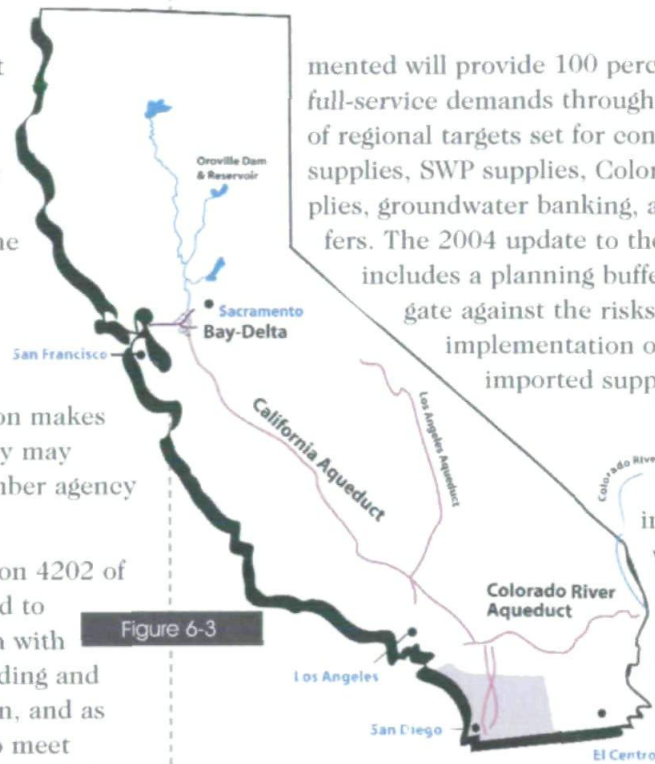 t
ne
on makes
y may
nber agency
on 4202 of
d to
a with
ding and
n, and as
o meet
mented will provide 100 perc
full-service demands through
of regional targets set for con
supplies, SWP supplies, Color
plies, groundwater banking, a
fers. The 2004 update to the
includes a planning buffe
gate against the risks
implementation o
imported supp
in
Oroville Dam
& Reservoir
Sacramento
Bay-Delta
San Francisco
California Aqueduct
Los Angeles Aqueduct
Colorado River
Colorado River
Aqueduct
Figure 6-3
Los Angeles
San Diego
El Centro